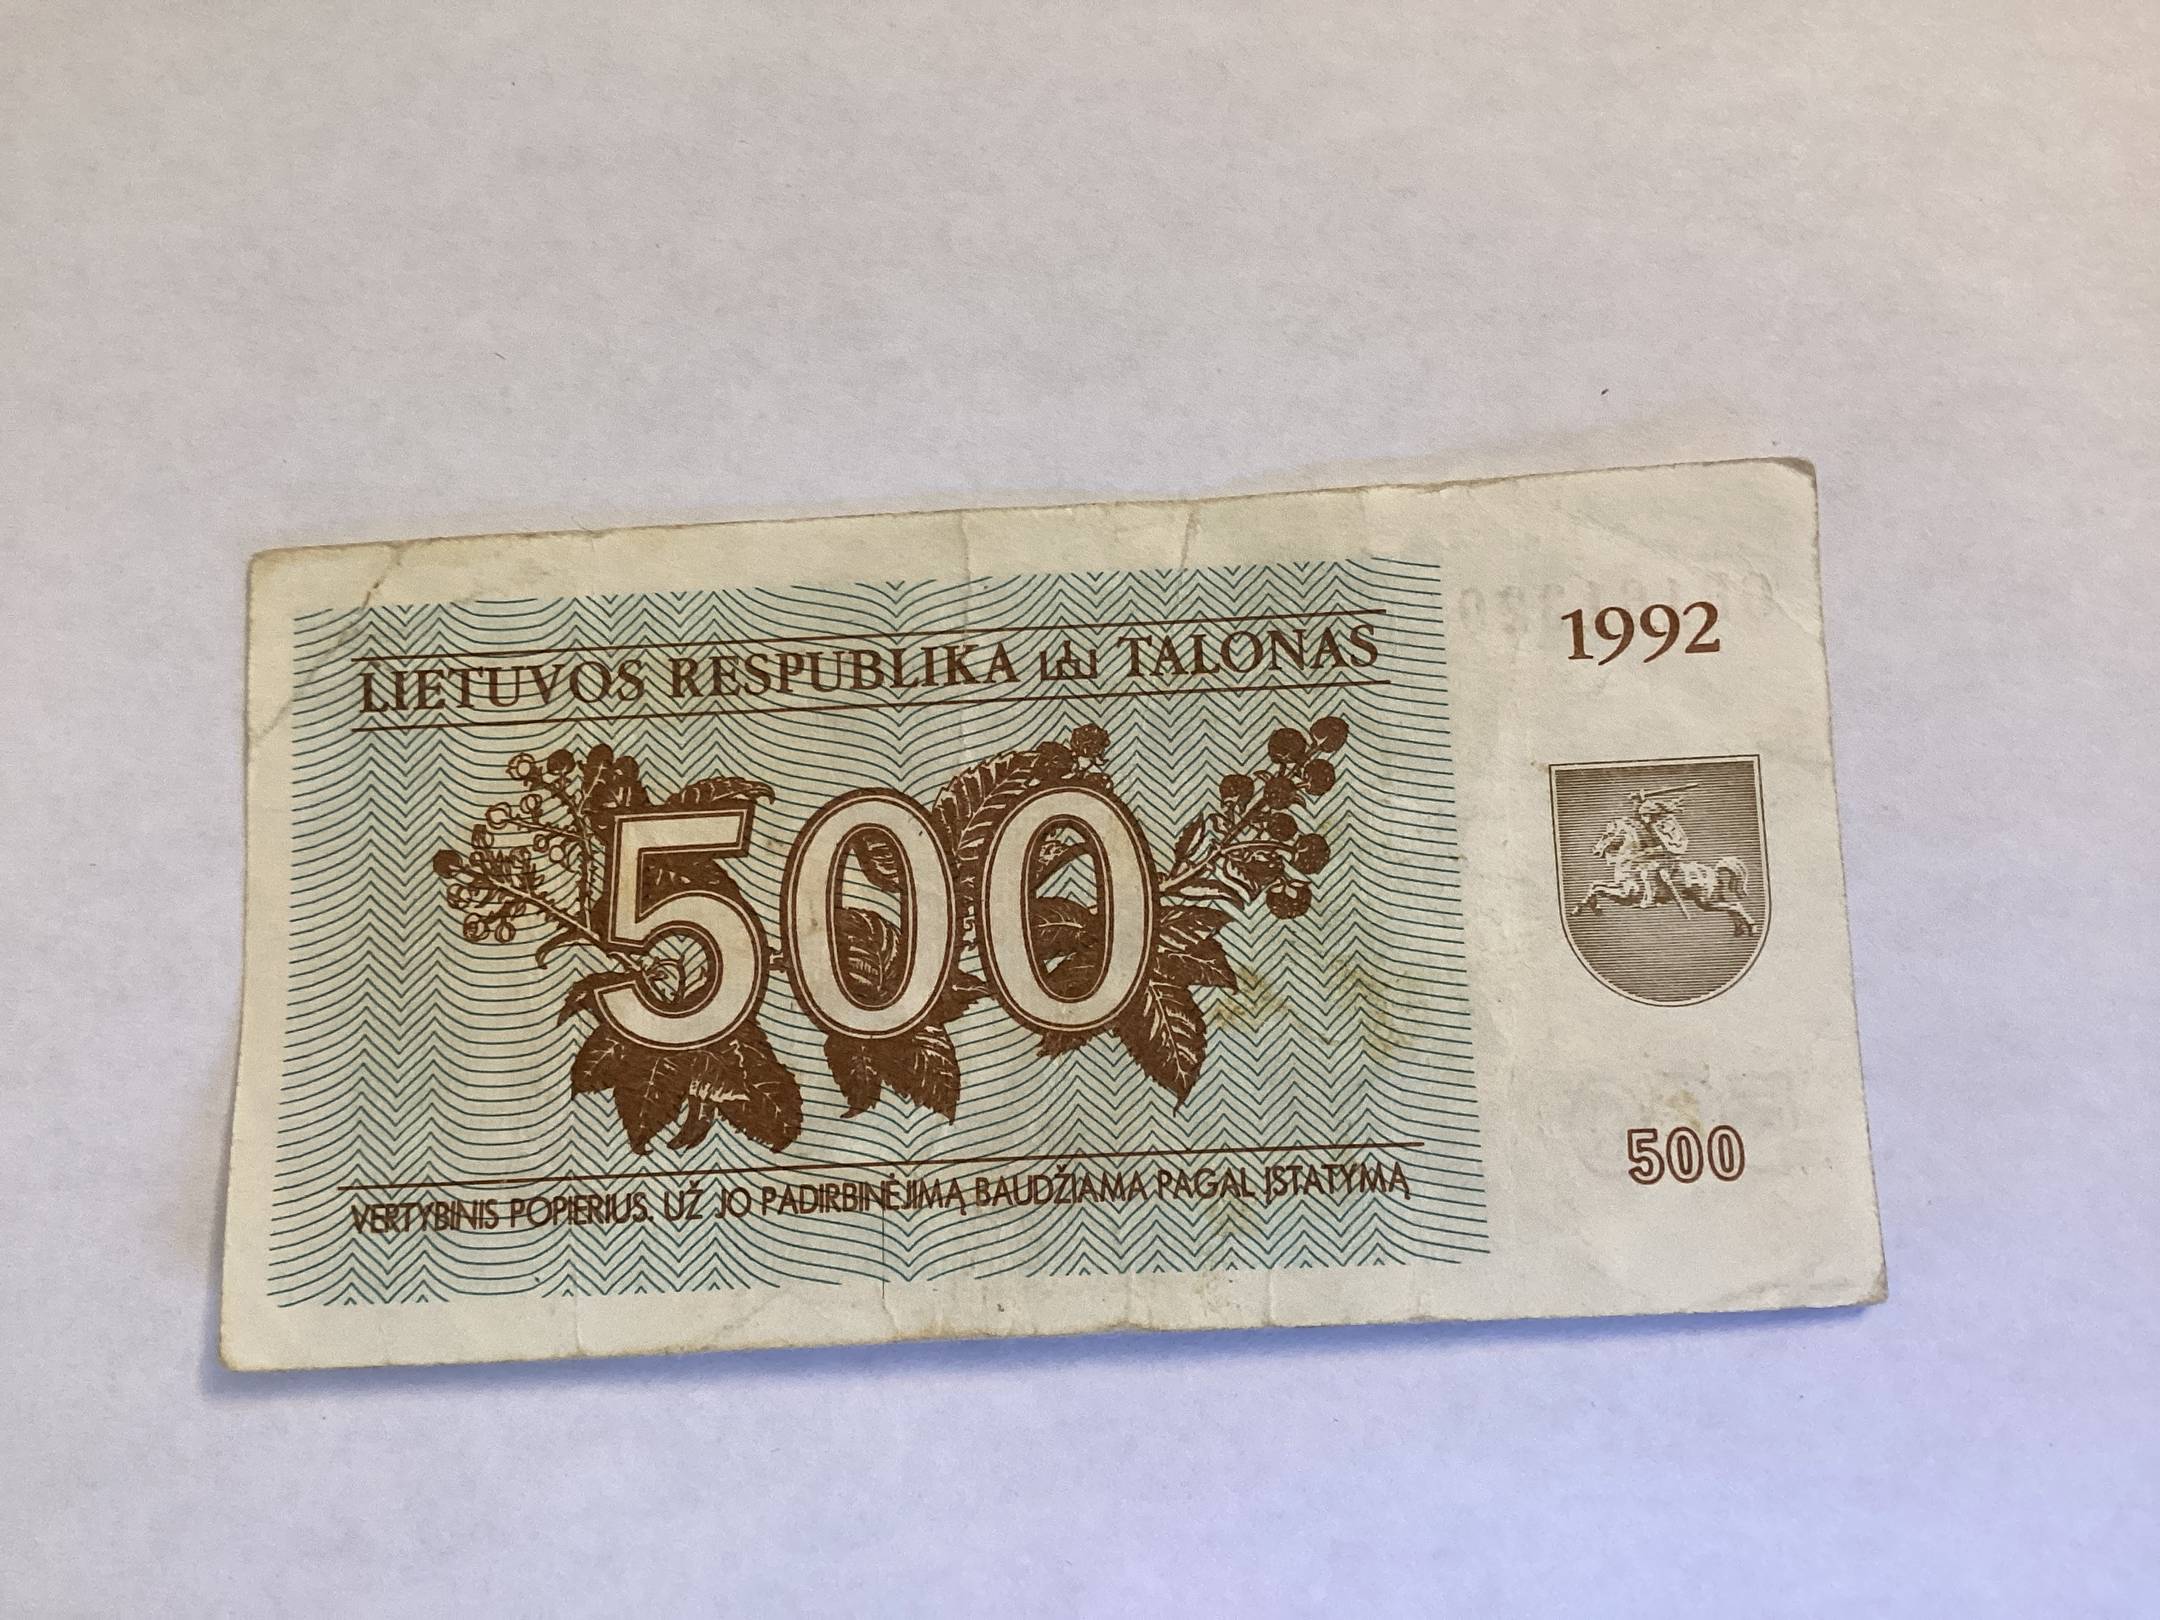 LIETUVOS RESPUBLIKA TALONAS
1992
500
VERTYBINIS POPIERIUS. UŽ JO PADIRBINĖJIMĄ BAUDŽIAMA PAGAL ĮSTATYMĄ
500